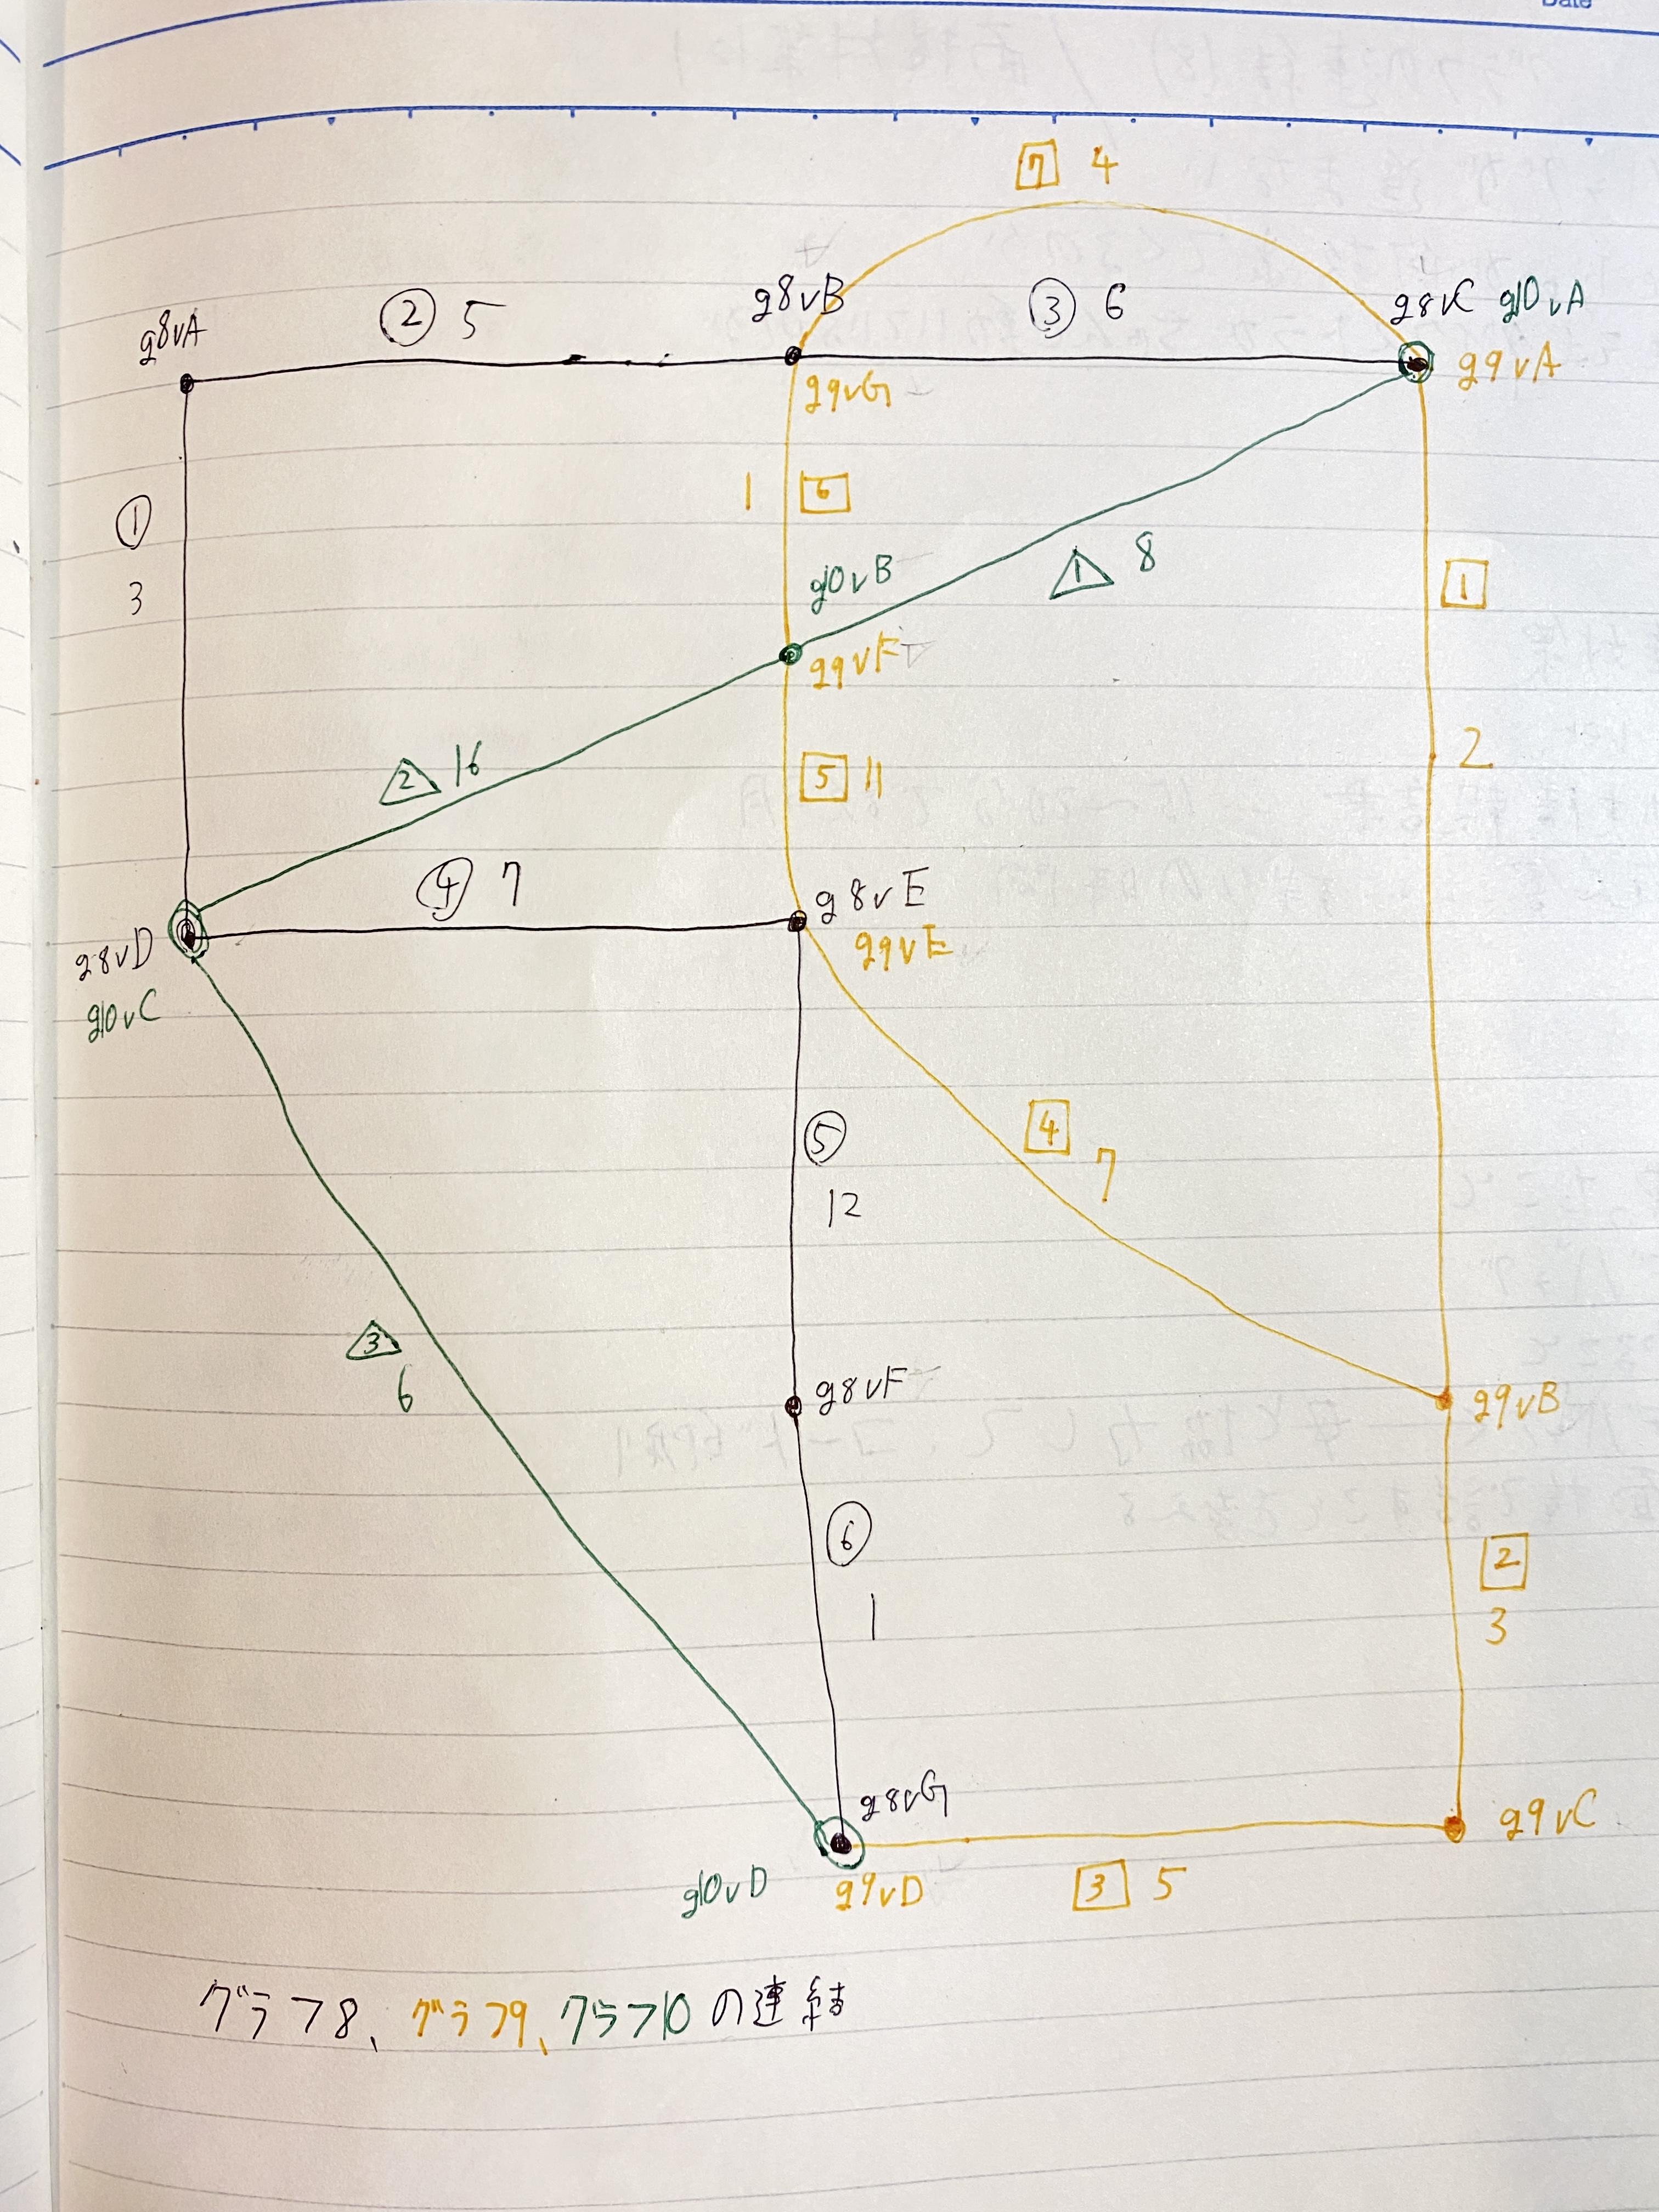 Date
7 4
g8vA
② 5
g8vB
③ 6
g8vC g10vA
g9vG
g9vA
①
3
1 6
g10vB
1 8
1
g9vF
2 16
5 11
2
④ 7
g8vE
g9vE
g8vD
g10vC
⑤
12
4
7
3
6
g8vF
g9vB
⑥
1
2
3
g8vG
g9vC
g10vD
g9vD
3 5
グラフ8、グラフ9、グラフ10の連結